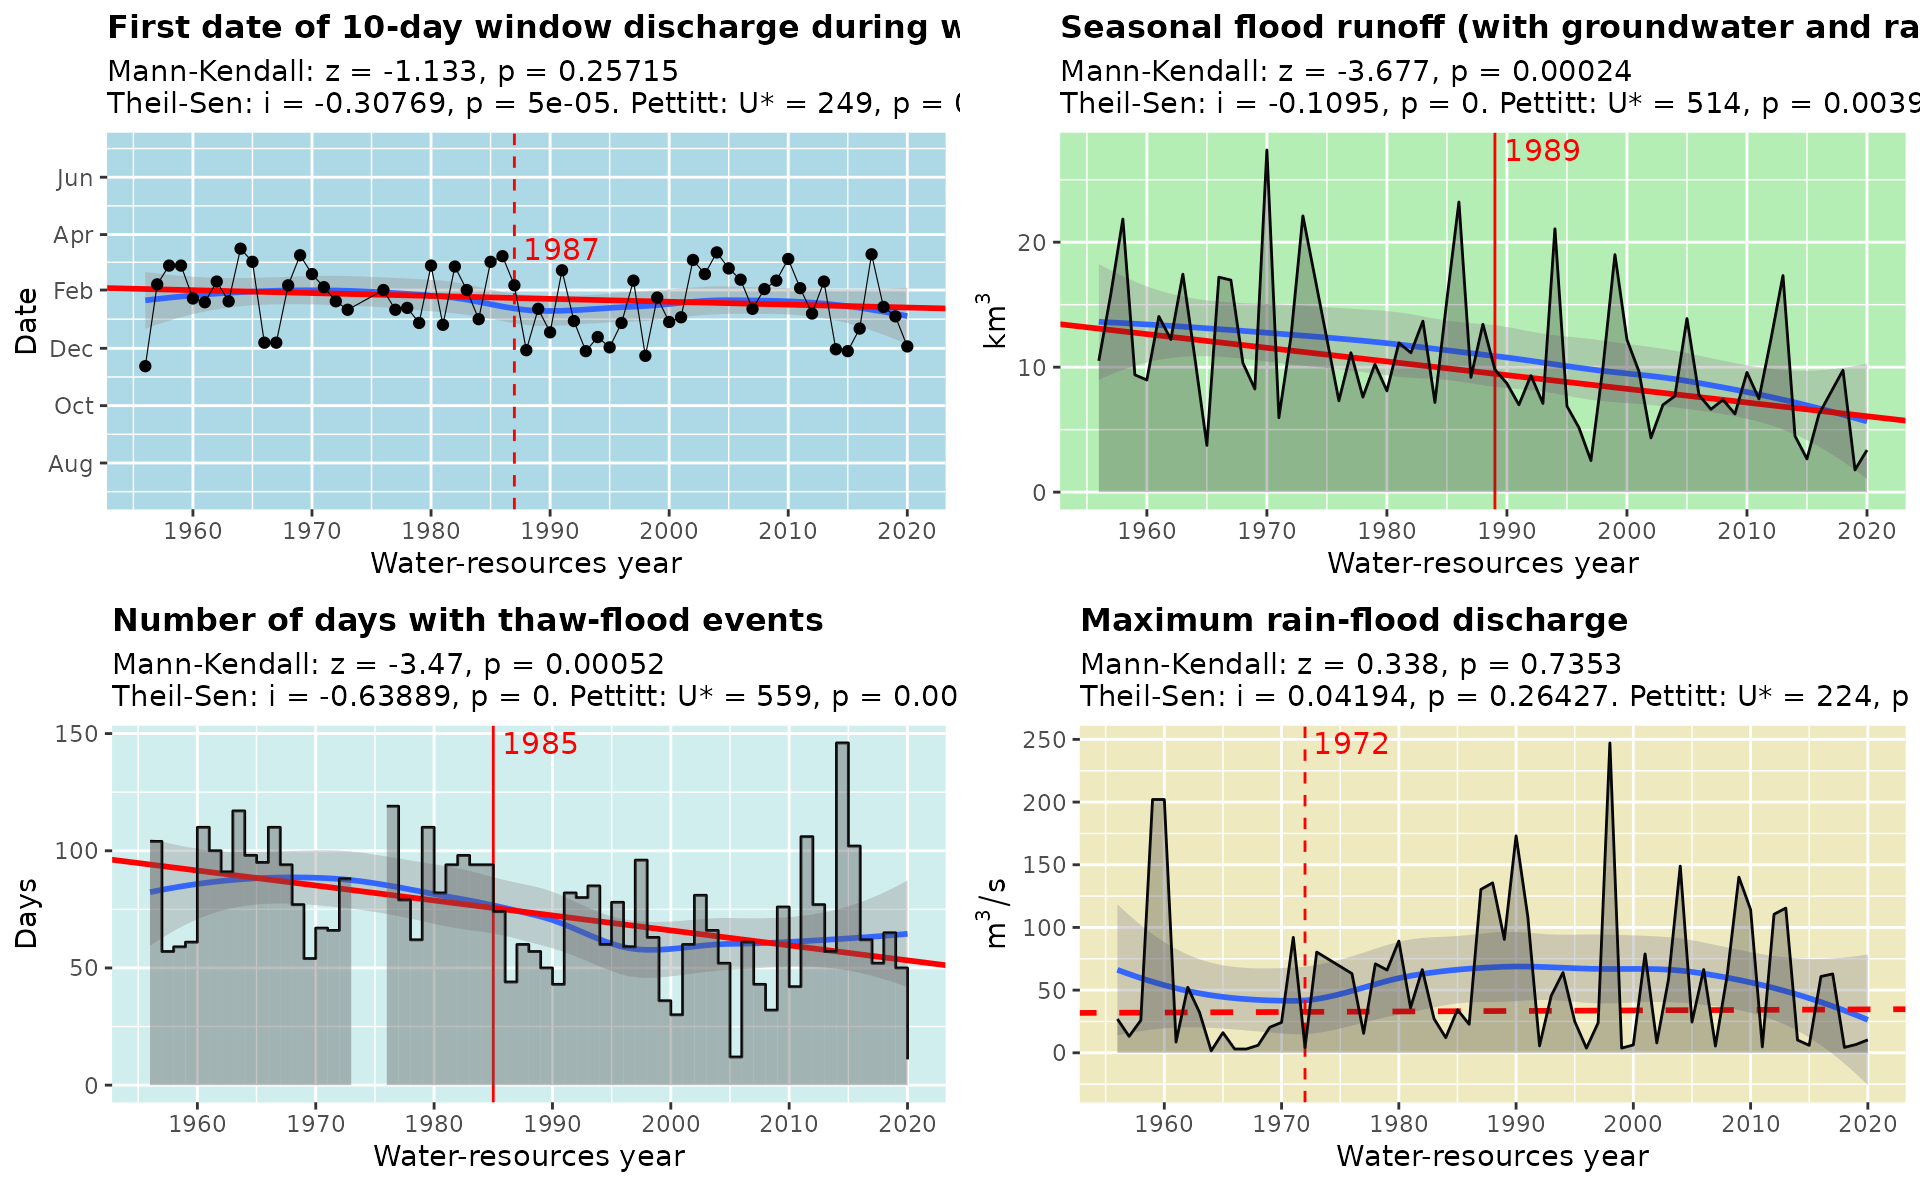 First date of 10-day window discharge during
Mann-Kendall: z = -1.133, p = 0.25715
Theil-Sen: i = -0.30769, p = 5e-05. Pettitt: U* = 249, p =
1987
Jun
Apr
Feb
Dec
Oct
Aug
Date
1960 1970 1980 1990 2000 2010 2020
Water-resources year
Seasonal flood runoff (with groundwater and ra
Mann-Kendall: z = -3.677, p = 0.00024
Theil-Sen: i = -0.1095, p = 0. Pettitt: U* = 514, p = 0.0039
1989
20
10
0
km³
1960 1970 1980 1990 2000 2010 2020
Water-resources year
Number of days with thaw-flood events
Mann-Kendall: z = -3.47, p = 0.00052
Theil-Sen: i = -0.63889, p = 0. Pettitt: U* = 559, p = 0.00
1985
150
100
50
0
Days
1960 1970 1980 1990 2000 2010 2020
Water-resources year
Maximum rain-flood discharge
Mann-Kendall: z = 0.338, p = 0.7353
Theil-Sen: i = 0.04194, p = 0.26427. Pettitt: U* = 224, p
1972
250
200
150
100
50
0
m³/s
1960 1970 1980 1990 2000 2010 2020
Water-resources year